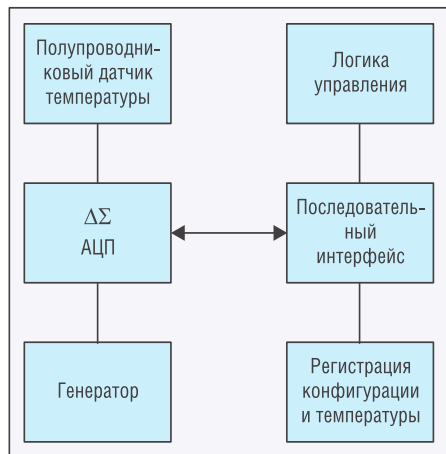 Полупроводни-
ковый датчик
температуры
Логика
управления
ΔΣ
АЦП
Последователь-
ный
интерфейс
Генератор
Регистрация
конфигурации
и температуры